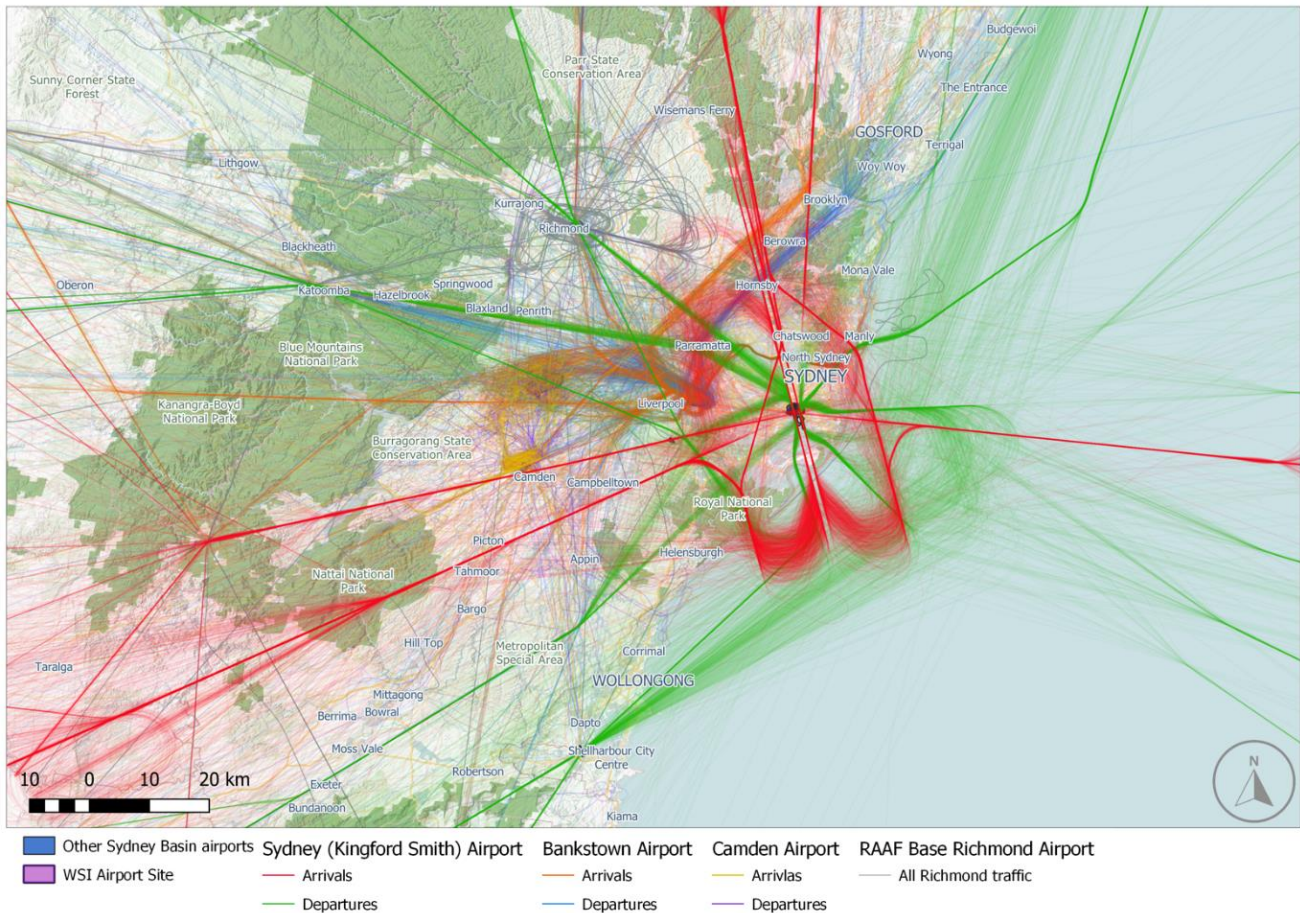 Budgewoi
Wyong
Parr State
Conservation Area
Sunny Corner State
Forest
The Entrance
Wisemans Ferry
GOSFORD
Terrigal
Lithgow
Woy Woy
Kurrajong
Brooklyn
Richmond
Berowra
Blackheath
Mona Vale
Oberon
Springwood
Hornsby
Katoomba
Hazelbrook
Blaxland
Penrith
Chatswood
Manly
Parramatta
Blue Mountains
National Park
North Sydney
SYDNEY
Kanangra-Boyd
National Park
Liverpool
Burragorang State
Conservation Area
Camden
Campbelltown
Royal National
Park
Picton
Helensburgh
Appin
Nattai National
Park
Tahmoor
Bargo
Hill Top
Metropolitan
Special Area
Corrimal
Taralga
WOLLONGONG
Mittagong
Bowral
Berrima
Dapto
Moss Vale
Shellharbour City
Centre
Robertson
Exeter
Bundanoon
Kiama
10 0 10 20 km
N
Other Sydney Basin airports
WSI Airport Site
Sydney (Kingford Smith) Airport
Arrivals
Departures
Bankstown Airport
Arrivals
Departures
Camden Airport
Arrivlas
Departures
RAAF Base Richmond Airport
All Richmond traffic